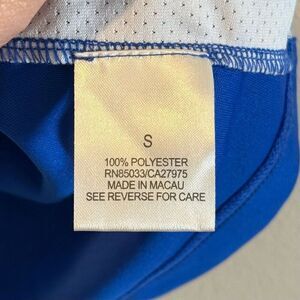 S
100% POLYESTER
RN85033/CA27975
MADE IN MACAU
SEE REVERSE FOR CARE